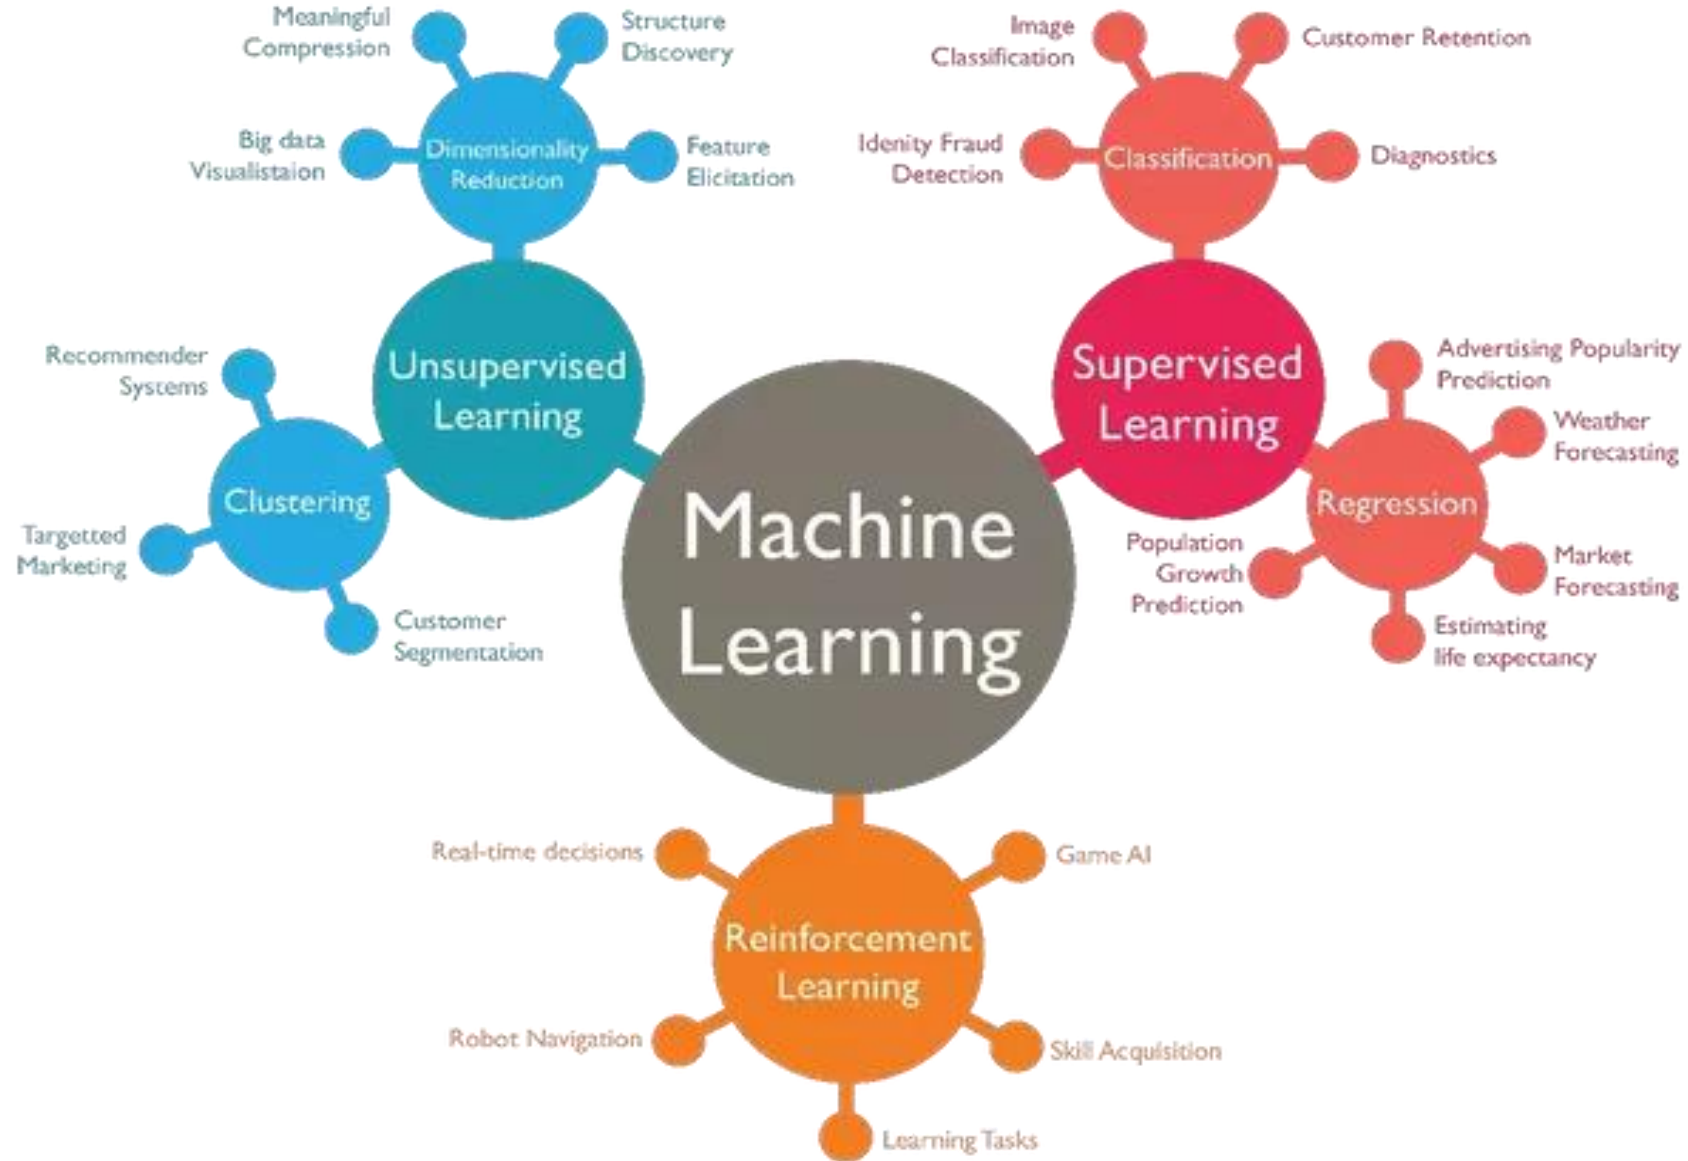 Meaningful
Compression
Structure
Discovery
Big data
Visualistaion
Dimensionality
Reduction
Feature
Elicitation
Image
Classification
Customer Retention
Idenity Fraud
Detection
Classification
Diagnostics
Unsupervised
Learning
Recommender
Systems
Clustering
Targetted
Marketing
Customer
Segmentation
Supervised
Learning
Advertising Popularity
Prediction
Weather
Forecasting
Regression
Population
Growth
Prediction
Market
Forecasting
Estimating
life expectancy
Machine
Learning
Real-time decisions
Game AI
Reinforcement
Learning
Robot Navigation
Skill Acquisition
Learning Tasks